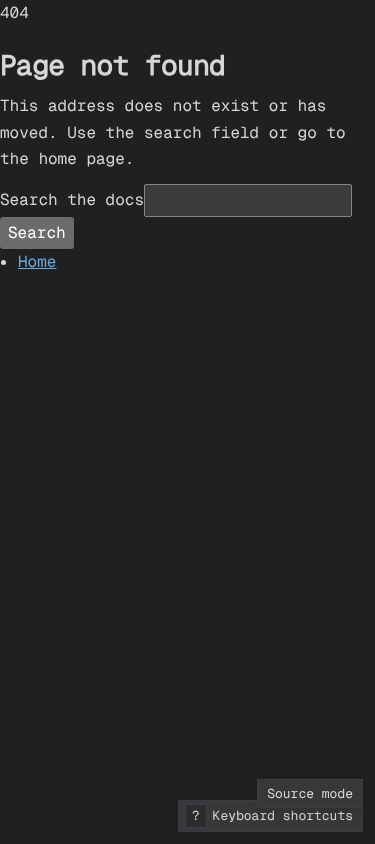 404
Page not found
This address does not exist or has
moved. Use the search field or go to
the home page.
Search the docs
Search
Home
Source mode
? Keyboard shortcuts